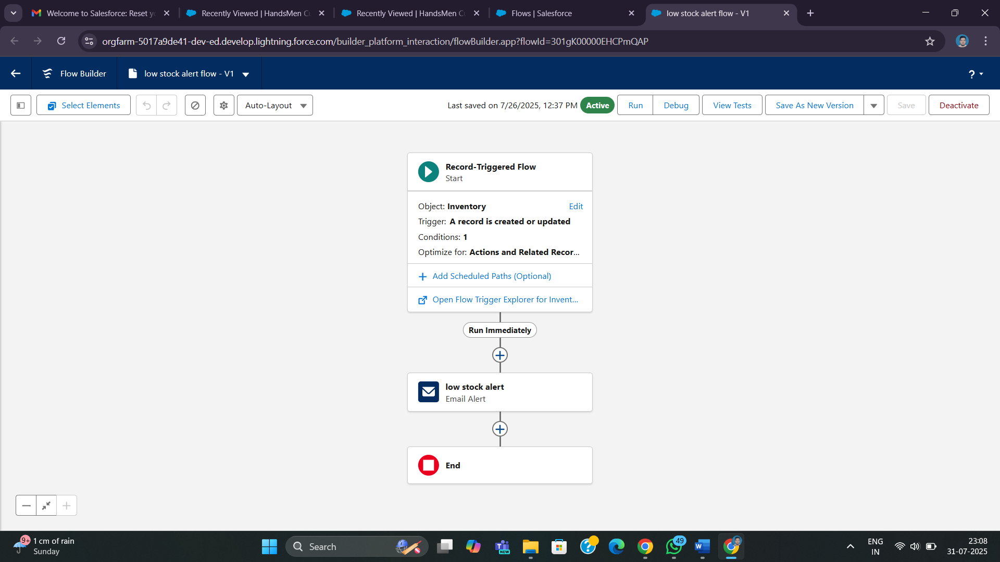 Welcome to Salesforce: Reset yo
Recently Viewed | HandsMen Cu
Recently Viewed | HandsMen Cu
Flows | Salesforce
low stock alert flow - V1
orgfarm-5017a9de41-dev-ed.develop.lightning.force.com/builder_platform_interaction/flowBuilder.app?flowId=301gK00000EHCPmQAP
Flow Builder
low stock alert flow - V1
?
Select Elements
Auto-Layout
Last saved on 7/26/2025, 12:37 PM
Active
Run
Debug
View Tests
Save As New Version
Save
Deactivate
Record-Triggered Flow
Start
Object: Inventory
Edit
Trigger: A record is created or updated
Conditions: 1
Optimize for: Actions and Related Recor...
Add Scheduled Paths (Optional)
Open Flow Trigger Explorer for Invent...
Run Immediately
low stock alert
Email Alert
End
9+
1 cm of rain
Sunday
Search
NEW
49
ENG
IN
23:08
31-07-2025